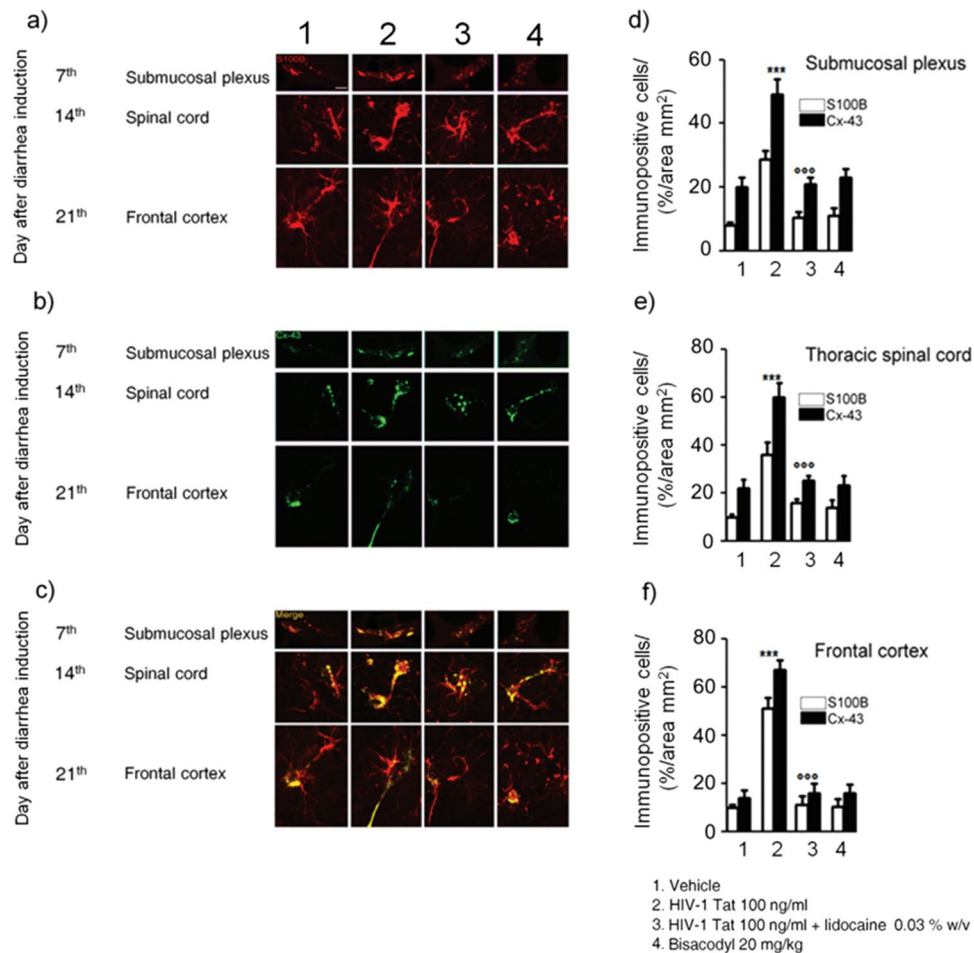 a)
1 2 3 4
Day after diarrhea induction
7th Submucosal plexus
S100B
14th Spinal cord
21th Frontal cortex
b)
Day after diarrhea induction
7th Submucosal plexus
Cx-43
14th Spinal cord
21th Frontal cortex
c)
Day after diarrhea induction
7th Submucosal plexus
Merge
14th Spinal cord
21th Frontal cortex
d)
Submucosal plexus
Immunopositive cells/
(%/area mm²)
60
40
20
0
***
°°°
S100B
Cx-43
1 2 3 4
e)
Thoracic spinal cord
Immunopositive cells/
(%/area mm²)
80
60
40
20
0
***
°°°
S100B
Cx-43
1 2 3 4
f)
Frontal cortex
Immunopositive cells/
(%/area mm²)
80
60
40
20
0
***
°°°
S100B
Cx-43
1 2 3 4
1. Vehicle
2. HIV-1 Tat 100 ng/ml
3. HIV-1 Tat 100 ng/ml + lidocaine 0.03 % w/v
4. Bisacodyl 20 mg/kg